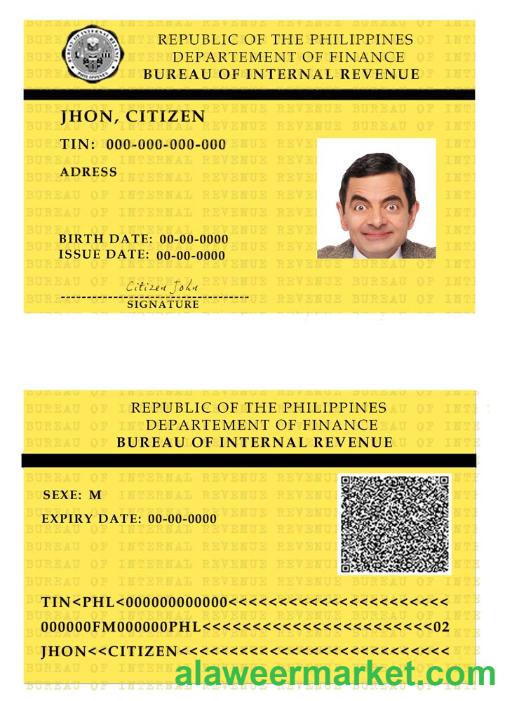 REPUBLIC OF THE PHILIPPINES
DEPARTEMENT OF FINANCE
BUREAU OF INTERNAL REVENUE
JHON, CITIZEN
TIN: 000-000-000-000
ADRESS
BIRTH DATE: 00-00-0000
ISSUE DATE: 00-00-0000
Citizen John
SIGNATURE
REPUBLIC OF THE PHILIPPINES
DEPARTEMENT OF FINANCE
BUREAU OF INTERNAL REVENUE
SEXE: M
EXPIRY DATE: 00-00-0000
TIN<PHL<000000000000<<<<<<<<<<<<<<<<<<<<<<<
000000FM000000PHL<<<<<<<<<<<<<<<<<<<<<<<<02
JHON<<CITIZEN<<<<<<<<<<<<<<<<<<<<<<<<<<<
alaweermarket.com